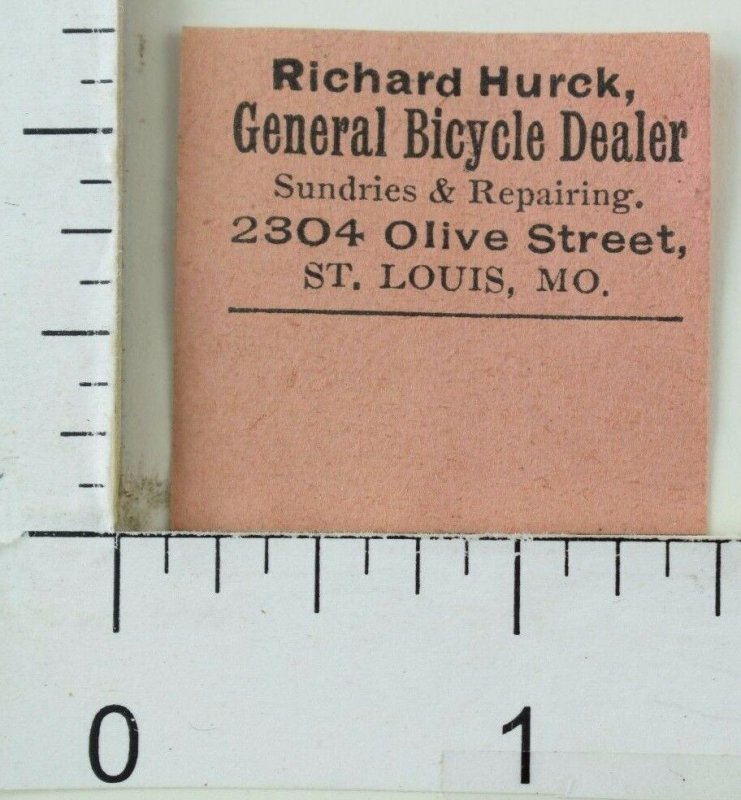 Richard Hurck,
General Bicycle Dealer
Sundries & Repairing.
2304 Olive Street,
ST. LOUIS, MO.
0 1